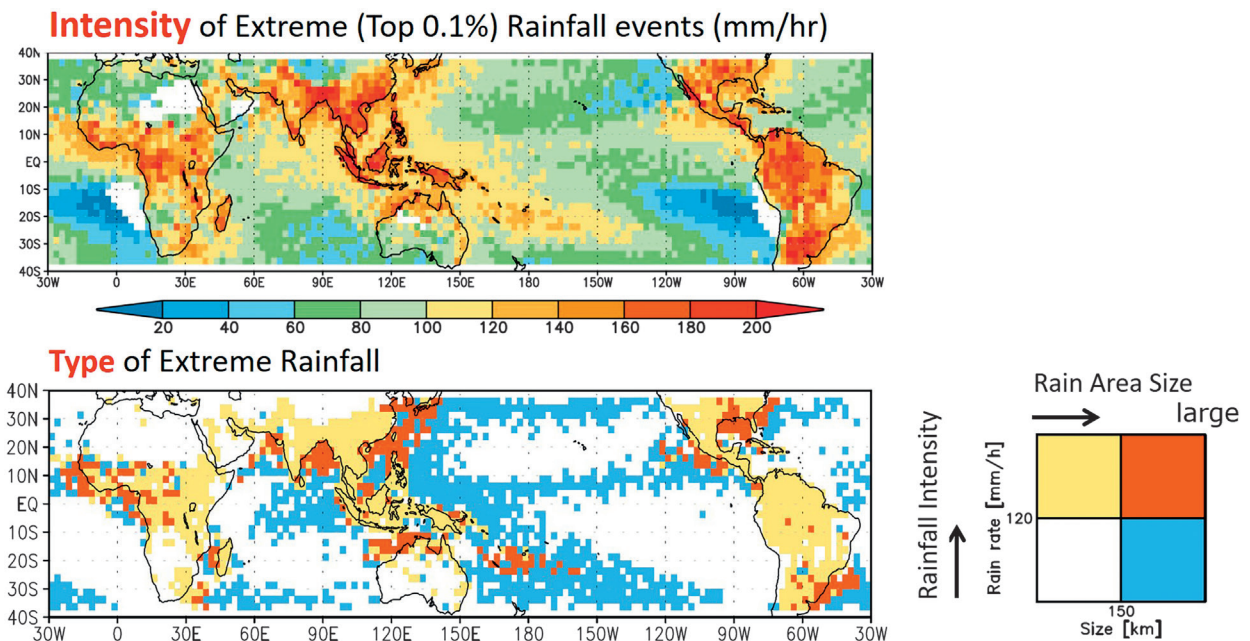 Intensity of Extreme (Top 0.1%) Rainfall events (mm/hr)
40N
30N
20N
10N
EQ
10S
20S
30S
40S
30W 0 30E 60E 90E 120E 150E 180 150W 120W 90W 60W 30W
20 40 60 80 100 120 140 160 180 200
Type of Extreme Rainfall
40N
30N
20N
10N
EQ
10S
20S
30S
40S
30W 0 30E 60E 90E 120E 150E 180 150W 120W 90W 60W 30W
Rain Area Size
large
Rainfall Intensity
Rain rate [mm/h]
120
150
Size [km]